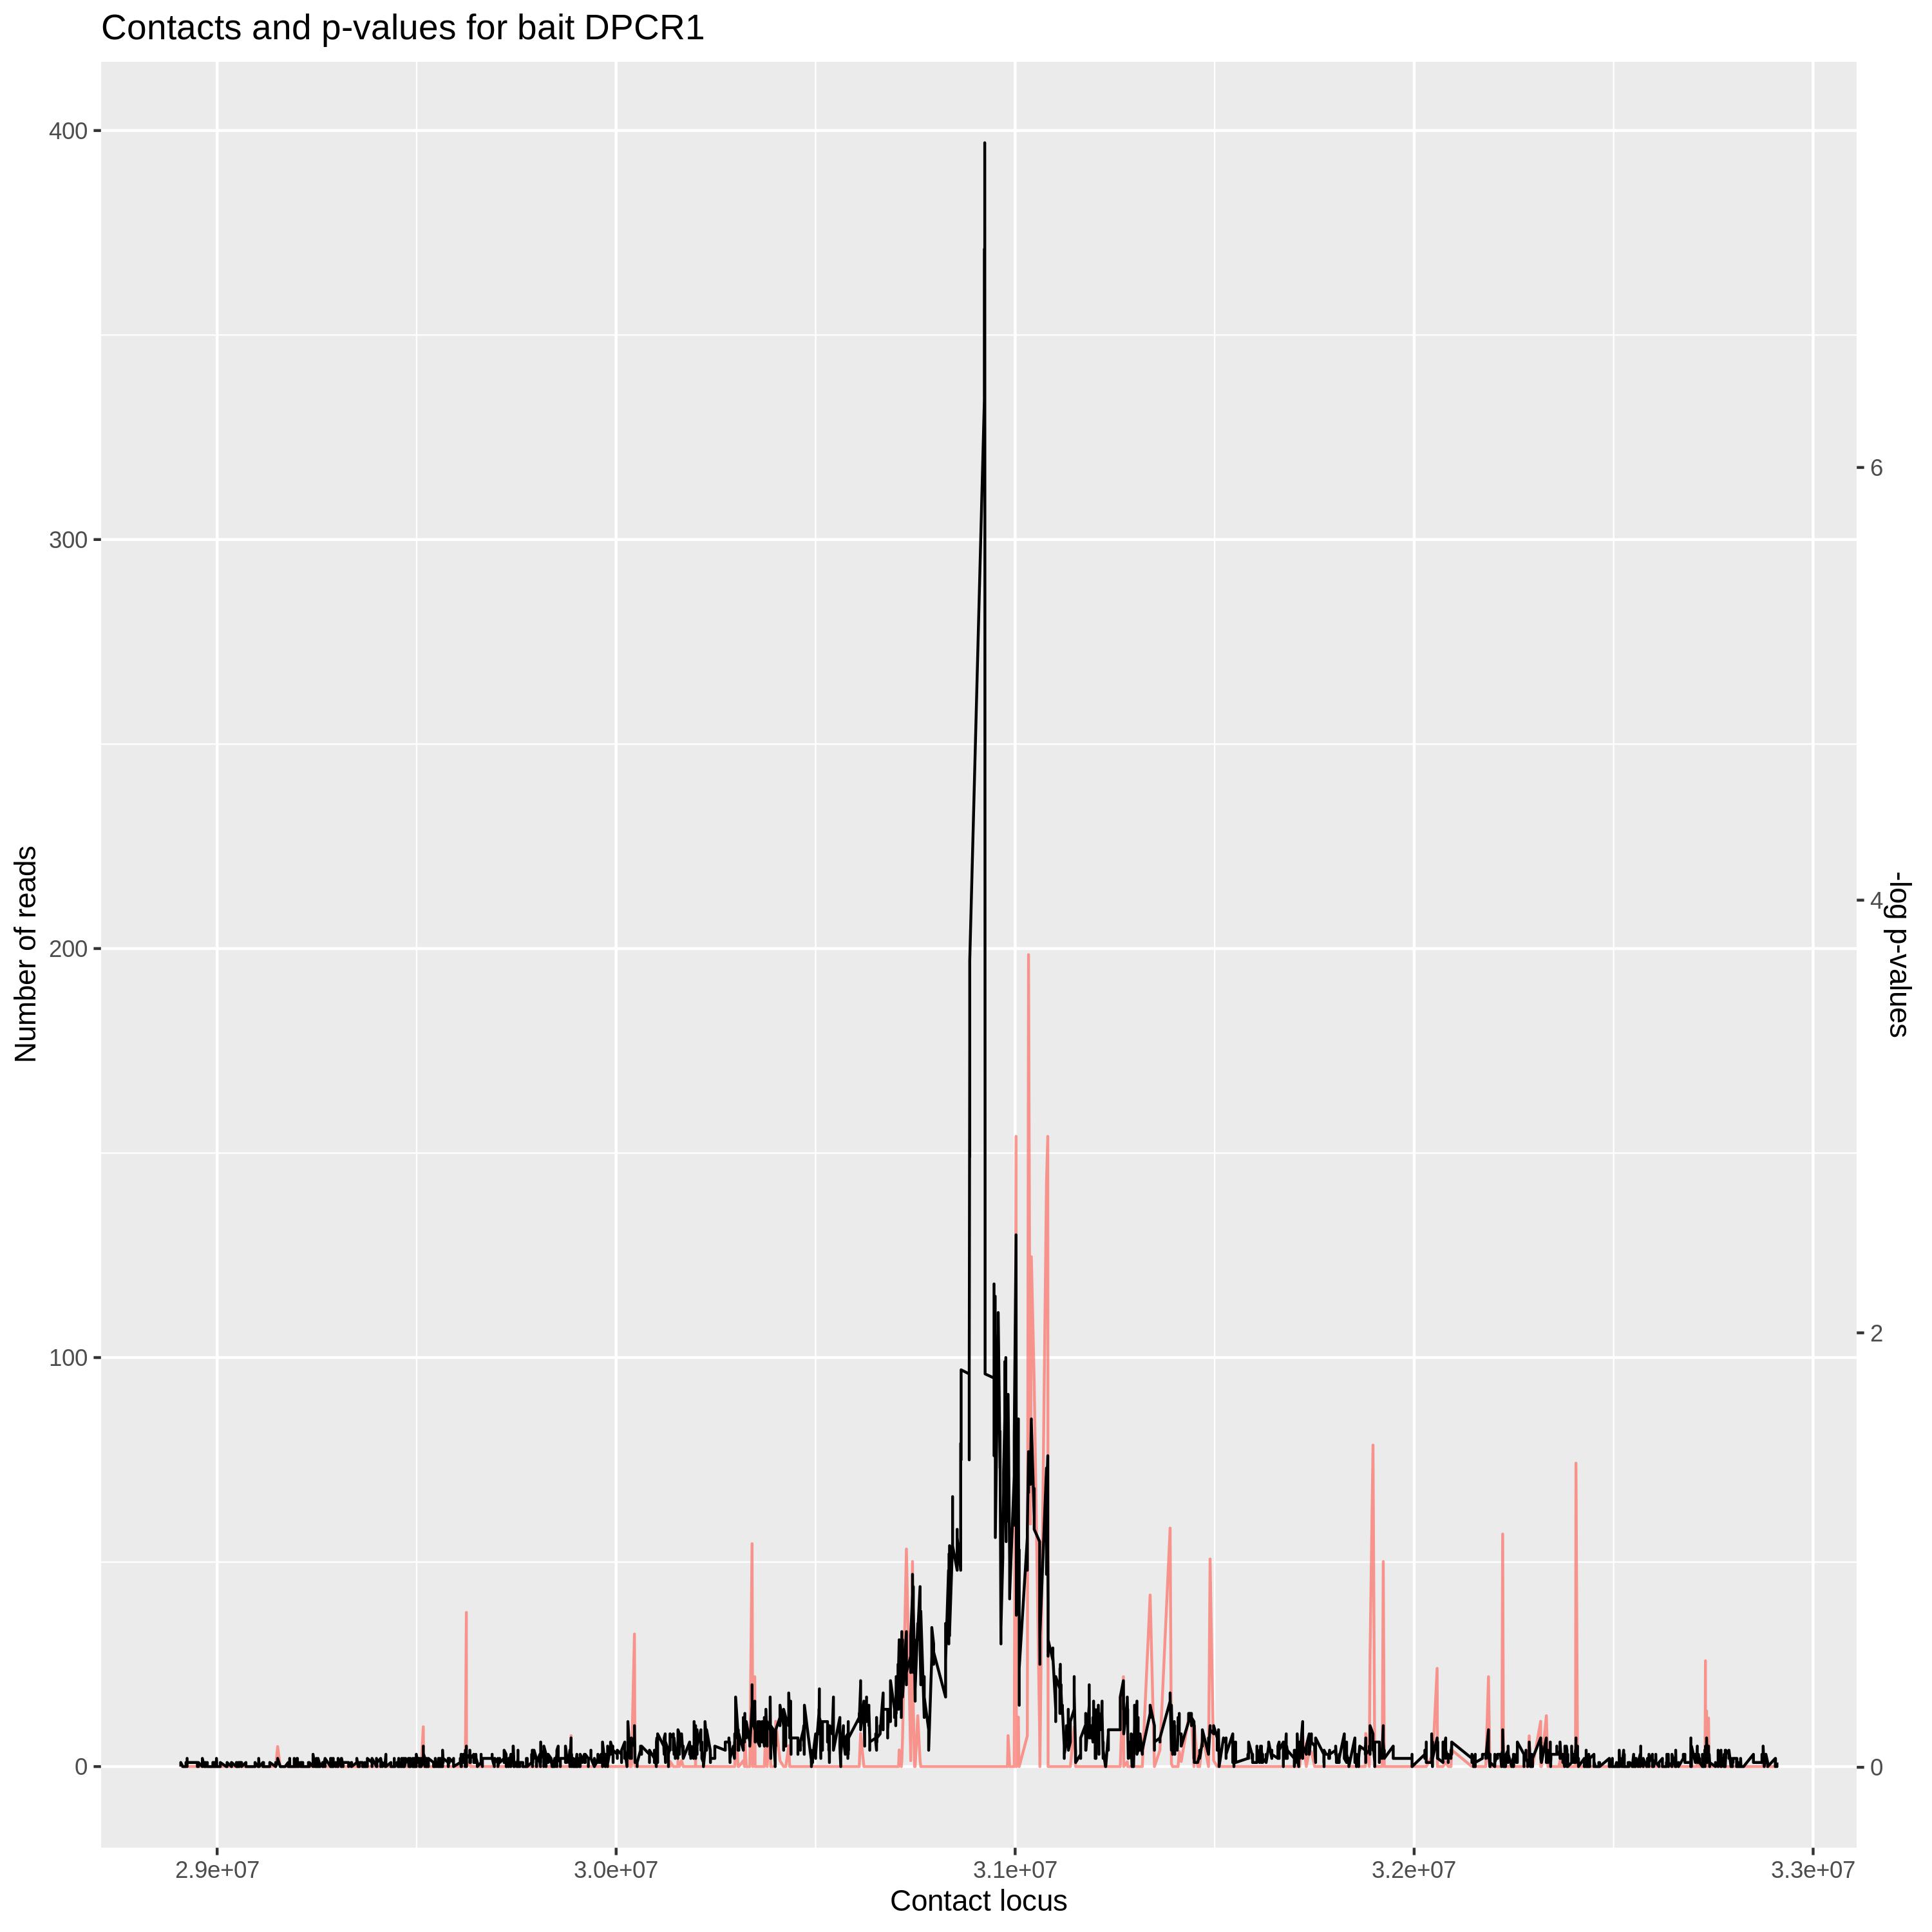 Contacts and p-values for bait DPCR1
400
300
200
100
0
Number of reads
6
4
2
0
-log p-values
2.9e+07
3.0e+07
3.1e+07
3.2e+07
3.3e+07
Contact locus